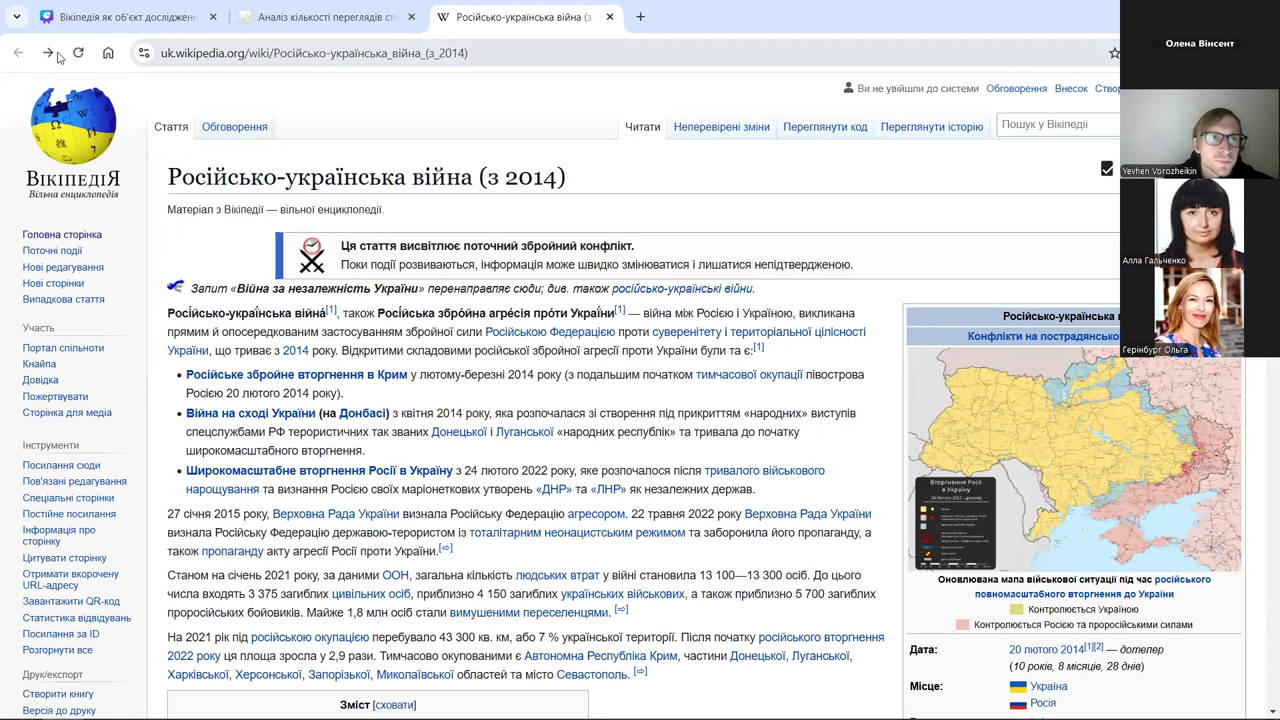 Вікіпедія як об'єкт дослідженн
Аналіз кількості переглядів сто
Російсько-українська війна (з
uk.wikipedia.org/wiki/Російсько-українська_війна_(з_2014)
Ви не увійшли до системи Обговорення Внесок Ство
Стаття Обговорення Читати Неперевірені зміни Переглянути код Переглянути історію Пошук у Вікіпедії
ВІКІПЕДІЯ
Вільна енциклопедія
Російсько-українська війна (з 2014)
Матеріал з Вікіпедії — вільної енциклопедії.
Ця стаття висвітлює поточний збройний конфлікт.
Поки події розвиваються, інформація може швидко змінюватися і лишатися непідтвердженою.
Запит «Війна за незалежність України» перенаправляє сюди, див. також російсько-українські війни.
Російсько-українська війна[1], також Російська збройна агресія проти України[1] — війна між Росією і Україною, викликана
прямим й опосередкованим застосуванням збройної сили Російською Федерацією проти суверенітету і територіальної цілісності
України, що триває з 2014 року. Відкритими складовими російської збройної агресії проти України були та є:[1]
Російське збройне вторгнення в Крим у лютому-березні 2014 року (з подальшим початком тимчасової окупації півострова
Росією 20 лютого 2014 року).
Війна на сході України (на Донбасі) з квітня 2014 року, яке розпочалася зі створення під прикриттям «народних» виступів
спецслужбами РФ терористичних так званих Донецької і Луганської «народних республік» та тривала до початку
широкомасштабного вторгнення.
Широкомасштабне вторгнення Росії в Україну з 24 лютого 2022 року, яке розпочалося після тривалого військового
нарощування та визнання Росією своїх маріонеткових утворень «ДНР» та «ЛНР» як незалежних держав.
27 січня 2015 року, Верховна Рада України визнала Російську Федерацію агресором. 22 травня 2022 року Верховна Рада України
визнала Російську Федерацію державою-терористом із тоталітарним неонацистським режимом та заборонила його пропаганду, а
також пропаганду war агресії Росії проти України.[⇨]
Станом на січень 2021 року, за даними ООН, загальна кількість людських втрат у війні становила 13 100—13 300 осіб. До цього
числа входять 3 375 загиблих цивільних осіб, приблизно 4 150 загиблих українських військових, а також приблизно 5 700 загиблих
проросійських бойовиків. Майже 1,8 млн осіб стали вимушеними переселенцями. [⇨]
На 2021 рік під російською окупацією перебувало 43 300 кв. км, або 7 % української території. Після початку російського вторгнення
2022 року ця площа зросла у 2,9 рази. Тимчасово окупованими є Автономна Республіка Крим, частини Донецької, Луганської,
Харківської, Херсонської, Запорізької, Миколаївської областей та місто Севастополь. [⇨]
Зміст [сховати]
Головна сторінка
Поточні події
Нові редагування
Нові сторінки
Випадкова стаття
Участь
Портал спільноти
Кнайпа
Довідка
Пожертвувати
Сторінка для медіа
Інструменти
Посилання сюди
Пов'язані редагування
Спеціальні сторінки
Постійне посилання
Інформація про
сторінку
Цитувати сторінку
Отримати вкорочену
URL-адресу
Завантажити QR-код
Статистика відвідувань
Посилання за ID
Розгорнути все
Друк/експорт
Створити книгу
Версія до друку
Російсько-українська в
Конфлікти на пострадянсько
Вторгнення Росії
в Україну
Оновлювана мапа військової ситуації під час російського
повномасштабного вторгнення до України
Контролюється Україною
Контролюється Росією та проросійськими силами
Дата: 20 лютого 2014[1][2] — дотепер
(10 років, 8 місяців, 28 днів)
Місце: Україна
Росія
Олена Вінсент
Yevhen Vorozheikin
Алла Гальченко
Герінбург Ольга